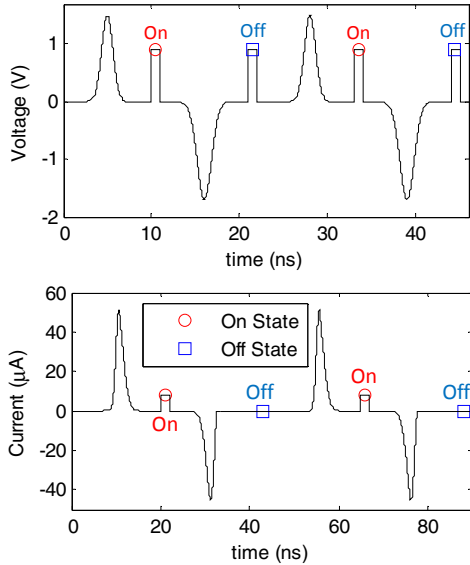 On
Off
On
Off
1
0
-1
-2
Voltage (V)
0
10
20
30
40
time (ns)
60
40
20
0
-20
-40
Current (μA)
On State
Off State
On
Off
On
Off
0
20
40
60
80
time (ns)